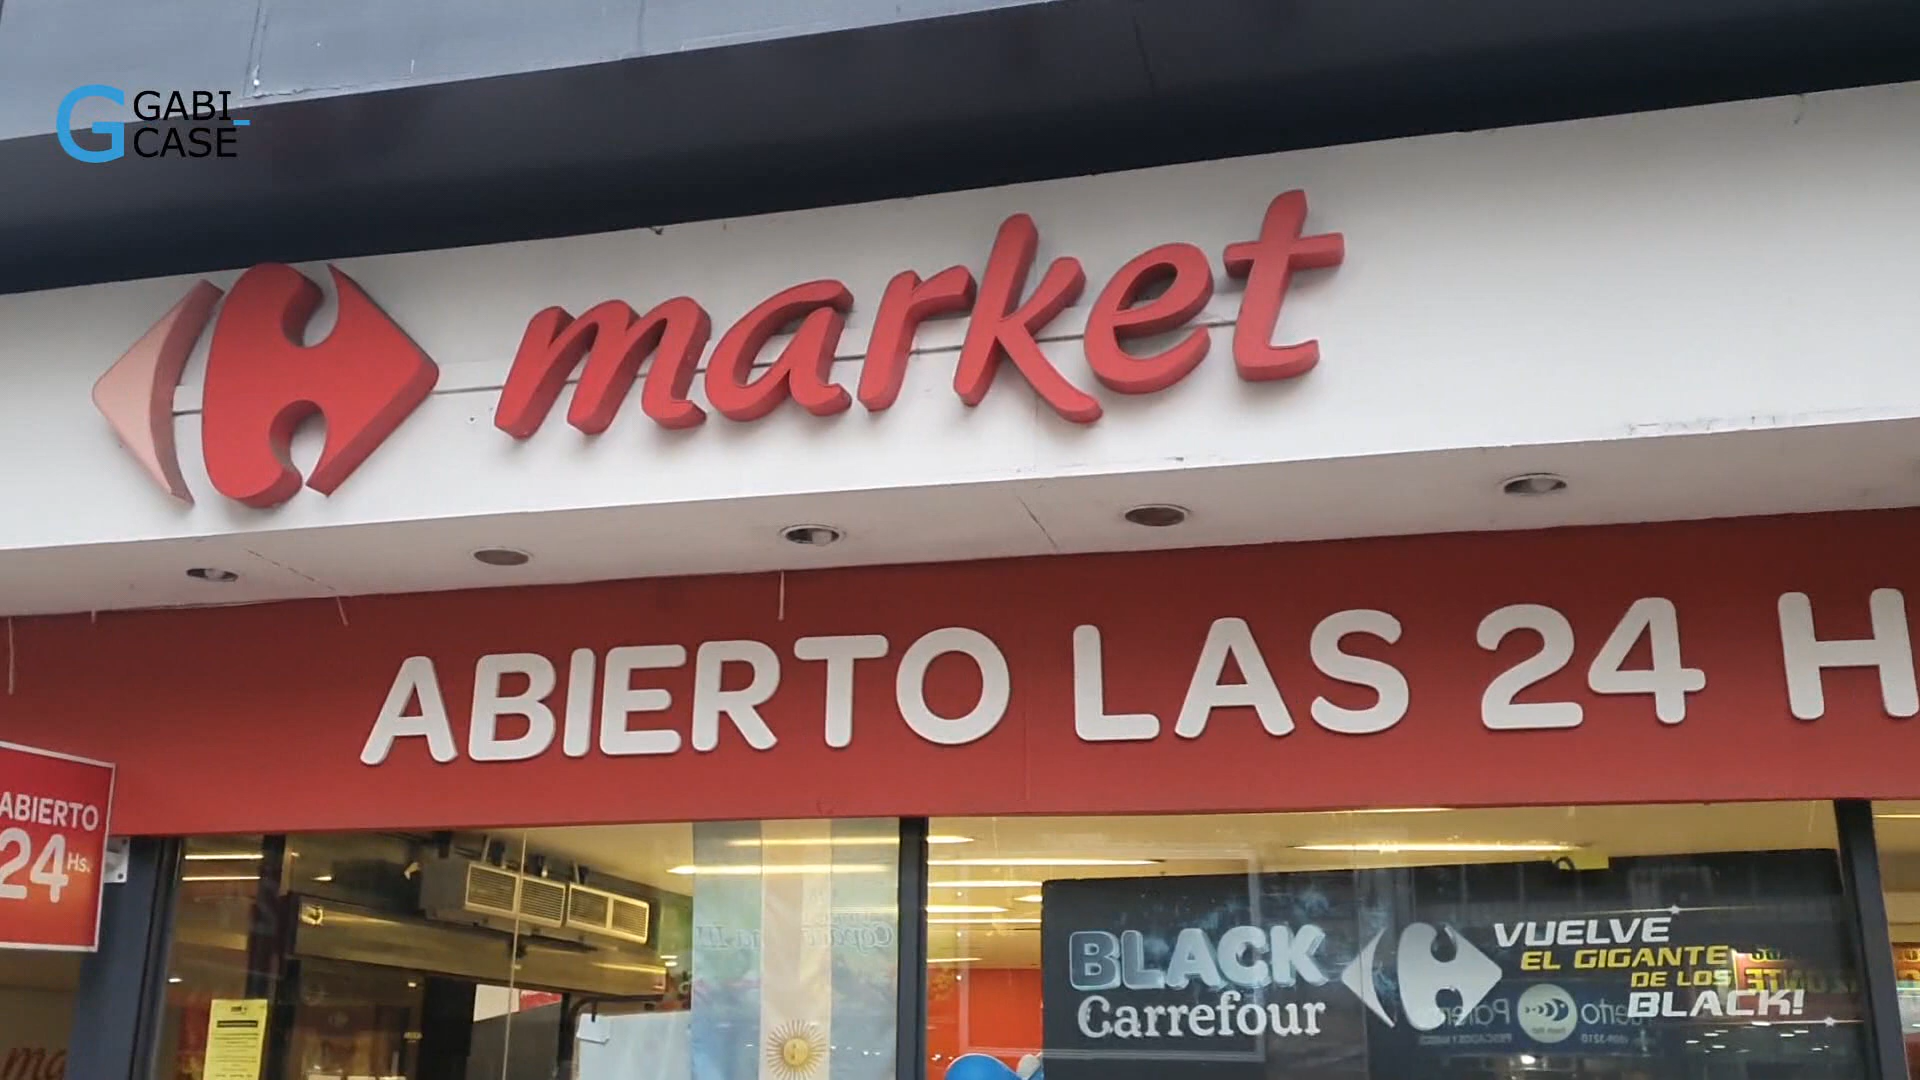 GABI-
CASE
market
ABIERTO LAS 24 H
ABIERTO
24 Hs.
BLACK
Carrefour
VUELVE
EL GIGANTE
DE LOS
BLACK!